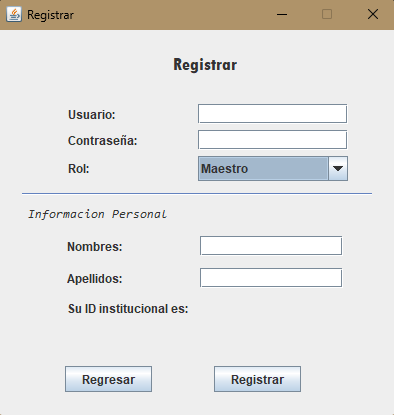 Registrar
Registrar
Usuario:
Contraseña:
Rol: Maestro
Informacion Personal
Nombres:
Apellidos:
Su ID institucional es:
Regresar Registrar